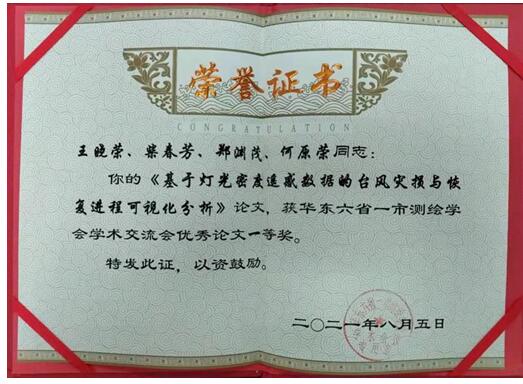 荣誉证书
CONGRATULATION
王晓荣、柴春芳、郑渊茂、何原荣同志：
你的《基于灯光密度遥感数据的台风灾损与恢
复进程可视化分析》论文，获华东六省一市测绘学
会学术交流会优秀论文一等奖。
特发此证，以资鼓励。
二〇二一年八月五日